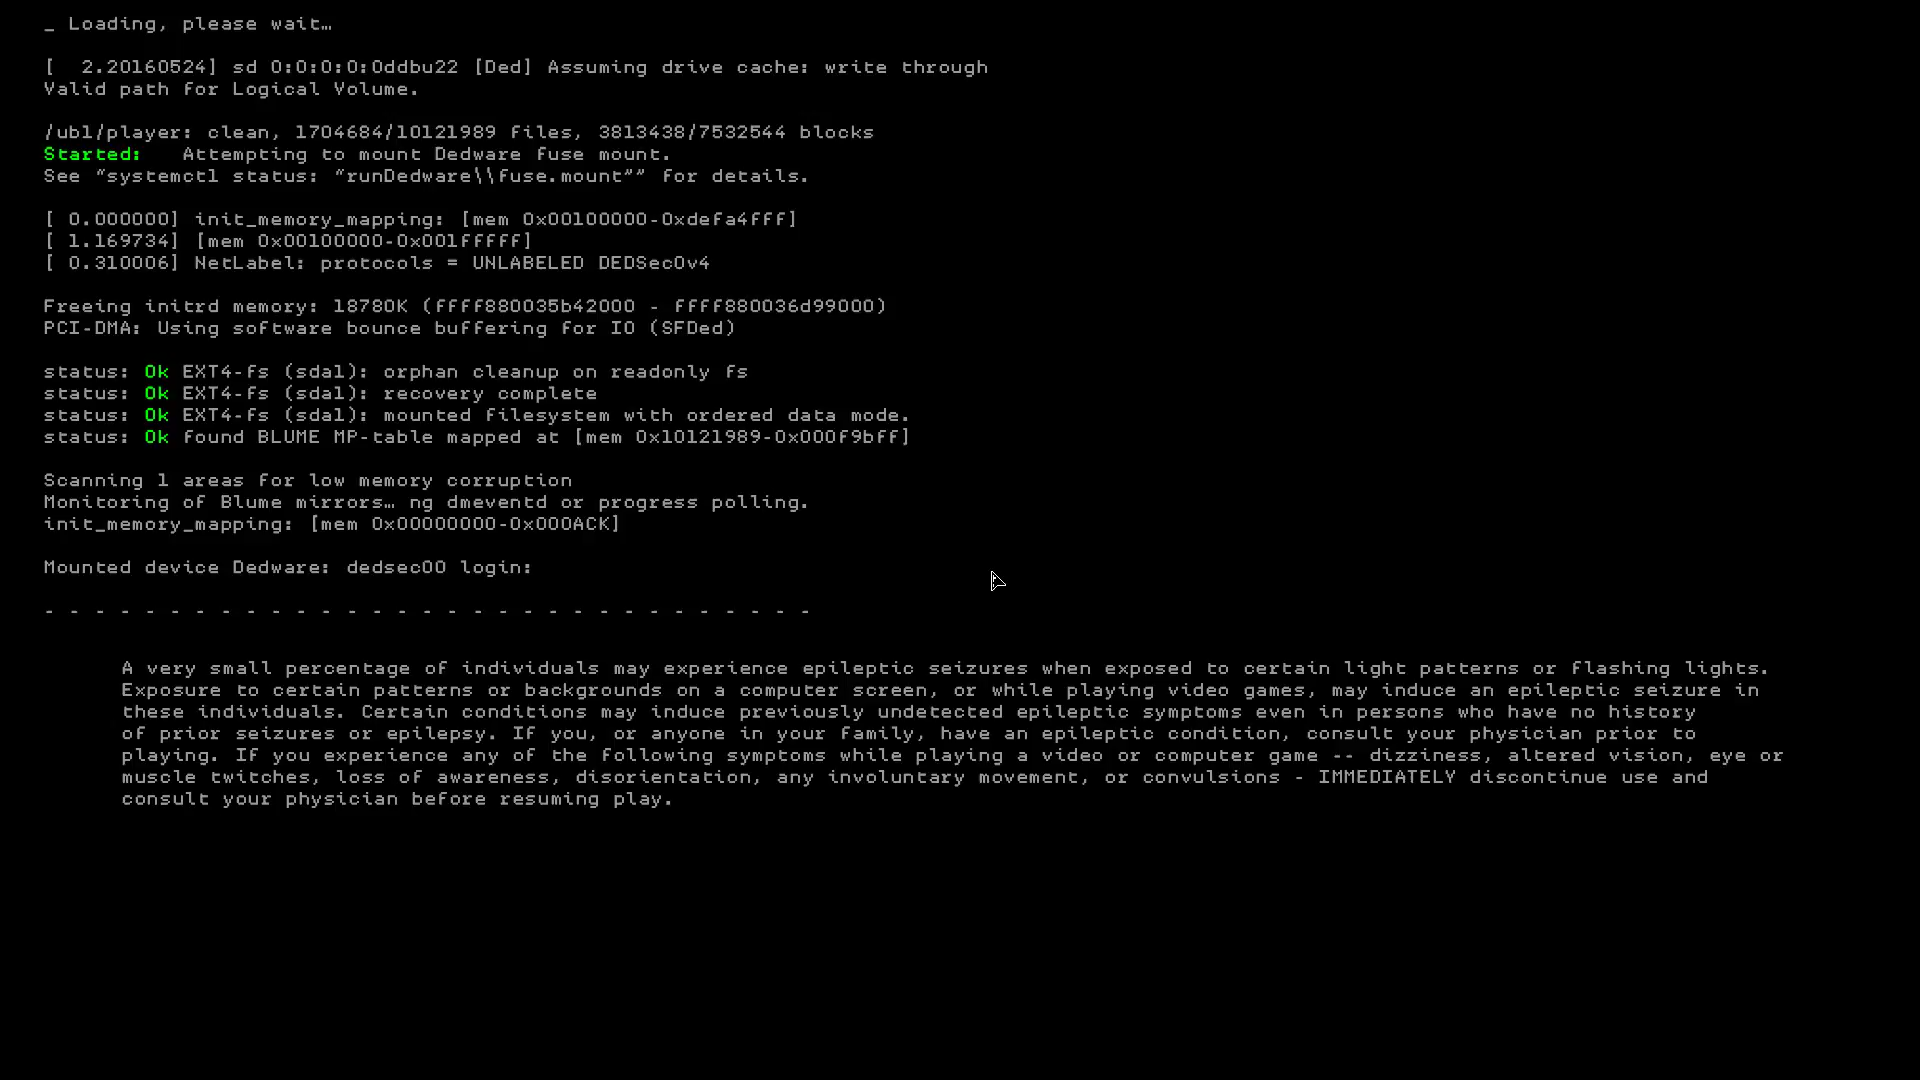 _ Loading, please wait…
[  2.20160524] sd 0:0:0:0:0ddbu22 [Ded] Assuming drive cache: write through
Valid path for Logical Volume.
/ubl/player: clean, 1704684/10121989 files, 3813438/7532544 blocks
Started:   Attempting to mount Dedware fuse mount.
See “systemctl status: “runDedware\\fuse.mount”” for details.
[ 0.000000] init_memory_mapping: [mem 0x00100000-0xdefa4fff]
[ 1.169734] [mem 0x00100000-0x001fffff]
[ 0.310006] NetLabel: protocols = UNLABELED DEDSecOv4
Freeing initrd memory: 18780K (ffff880035b42000 - ffff880036d99000)
PCI-DMA: Using software bounce buffering for IO (SFDed)
status: Ok EXT4-fs (sda1): orphan cleanup on readonly fs
status: Ok EXT4-fs (sda1): recovery complete
status: Ok EXT4-fs (sda1): mounted filesystem with ordered data mode.
status: Ok found BLUME MP-table mapped at [mem 0x10121989-0x000f9bff]
Scanning 1 areas for low memory corruption
Monitoring of Blume mirrors… ng dmeventd or progress polling.
init_memory_mapping: [mem 0x00000000-0x000ACK]
Mounted device Dedware: dedsec00 login:
- - - - - - - - - - - - - - - - - - - - - - - - - - - - - - -
A very small percentage of individuals may experience epileptic seizures when exposed to certain light patterns or flashing lights.
Exposure to certain patterns or backgrounds on a computer screen, or while playing video games, may induce an epileptic seizure in
these individuals. Certain conditions may induce previously undetected epileptic symptoms even in persons who have no history
of prior seizures or epilepsy. If you, or anyone in your family, have an epileptic condition, consult your physician prior to
playing. If you experience any of the following symptoms while playing a video or computer game -- dizziness, altered vision, eye or
muscle twitches, loss of awareness, disorientation, any involuntary movement, or convulsions - IMMEDIATELY discontinue use and
consult your physician before resuming play.